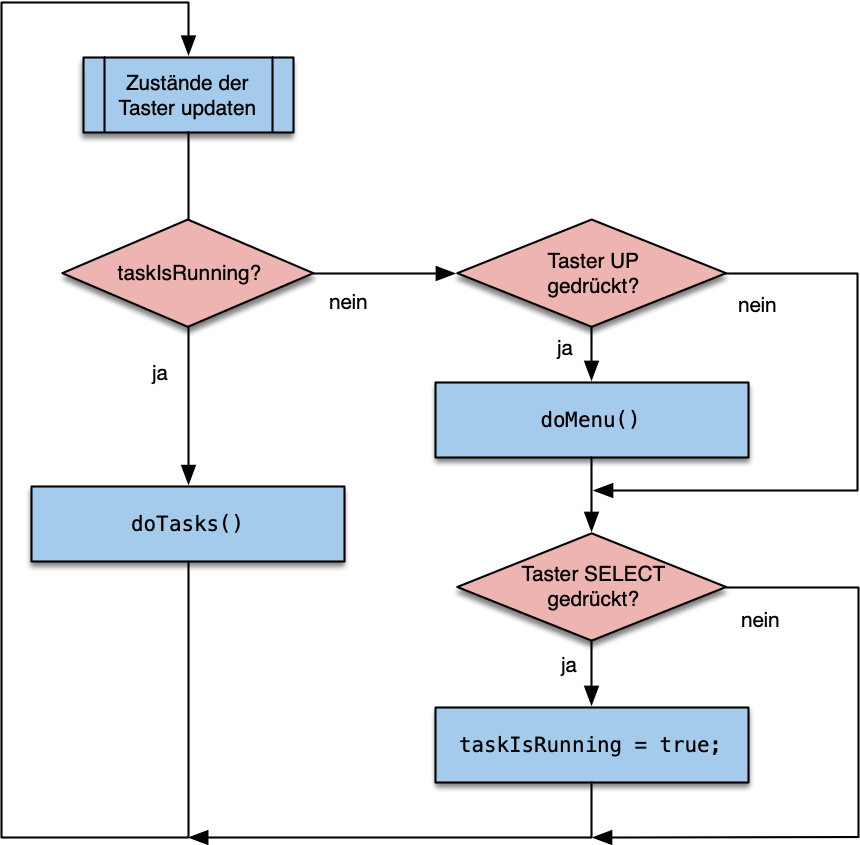 Zustände der
Taster updaten
taskIsRunning?
nein
ja
doTasks()
Taster UP
gedrückt?
nein
ja
doMenu()
Taster SELECT
gedrückt?
nein
ja
taskIsRunning = true;